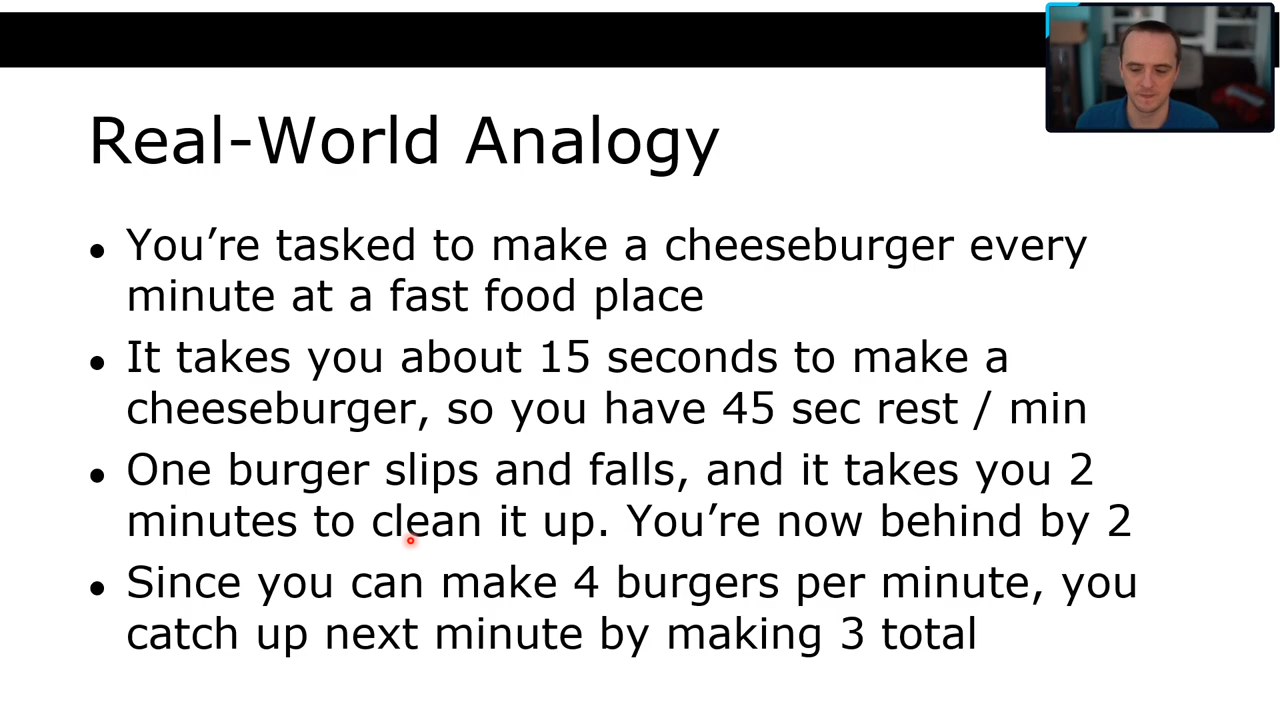 Real-World Analogy
● You’re tasked to make a cheeseburger every
minute at a fast food place
● It takes you about 15 seconds to make a
cheeseburger, so you have 45 sec rest / min
● One burger slips and falls, and it takes you 2
minutes to clean it up. You’re now behind by 2
● Since you can make 4 burgers per minute, you
catch up next minute by making 3 total